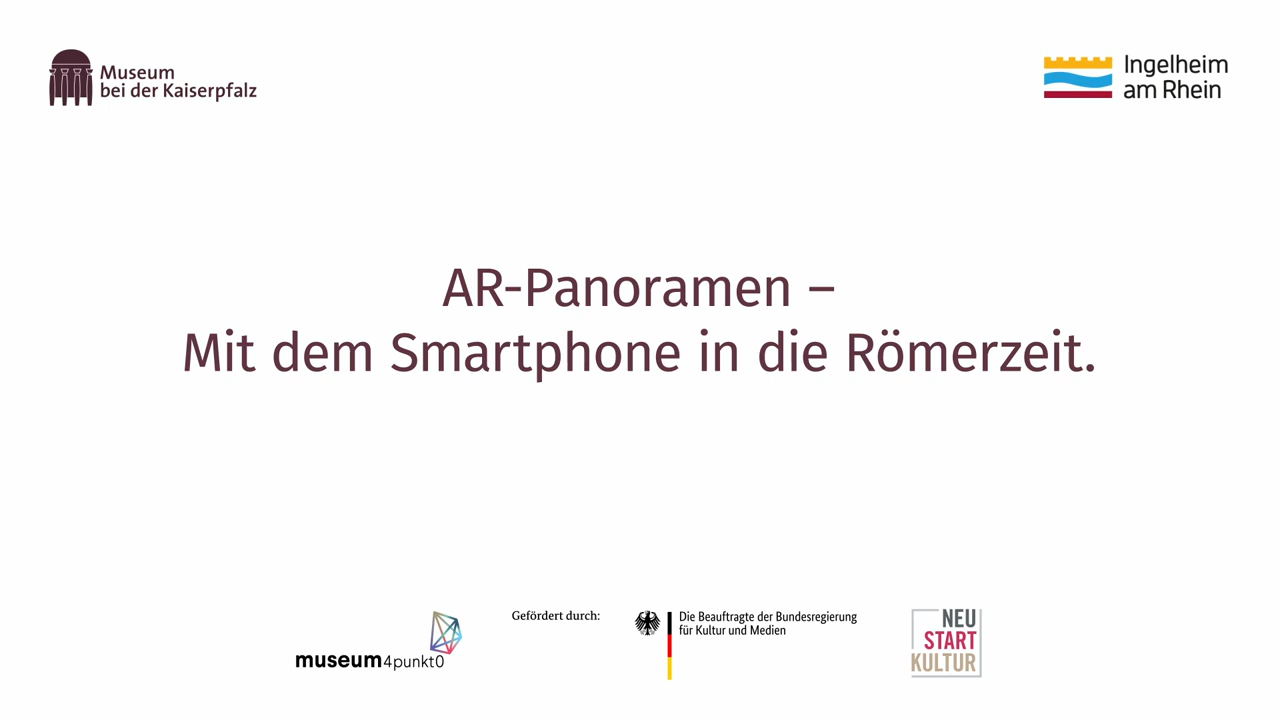 Museum
bei der Kaiserpfalz
Ingelheim
am Rhein
AR-Panoramen –
Mit dem Smartphone in die Römerzeit.
museum4punkt0
Gefördert durch:
Die Beauftragte der Bundesregierung
für Kultur und Medien
NEU
START
KULTUR